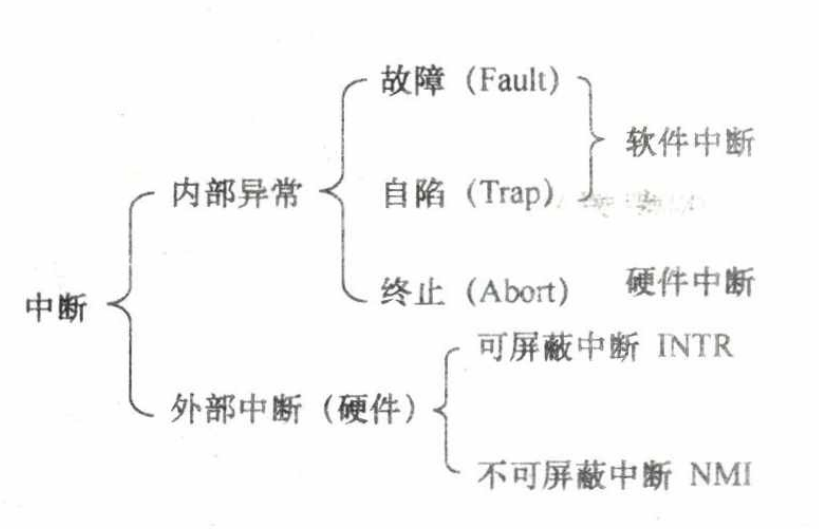 故障 (Fault)
软件中断
内部异常
自陷 (Trap)
终止 (Abort)
硬件中断
中断
可屏蔽中断 INTR
外部中断 (硬件)
不可屏蔽中断 NMI